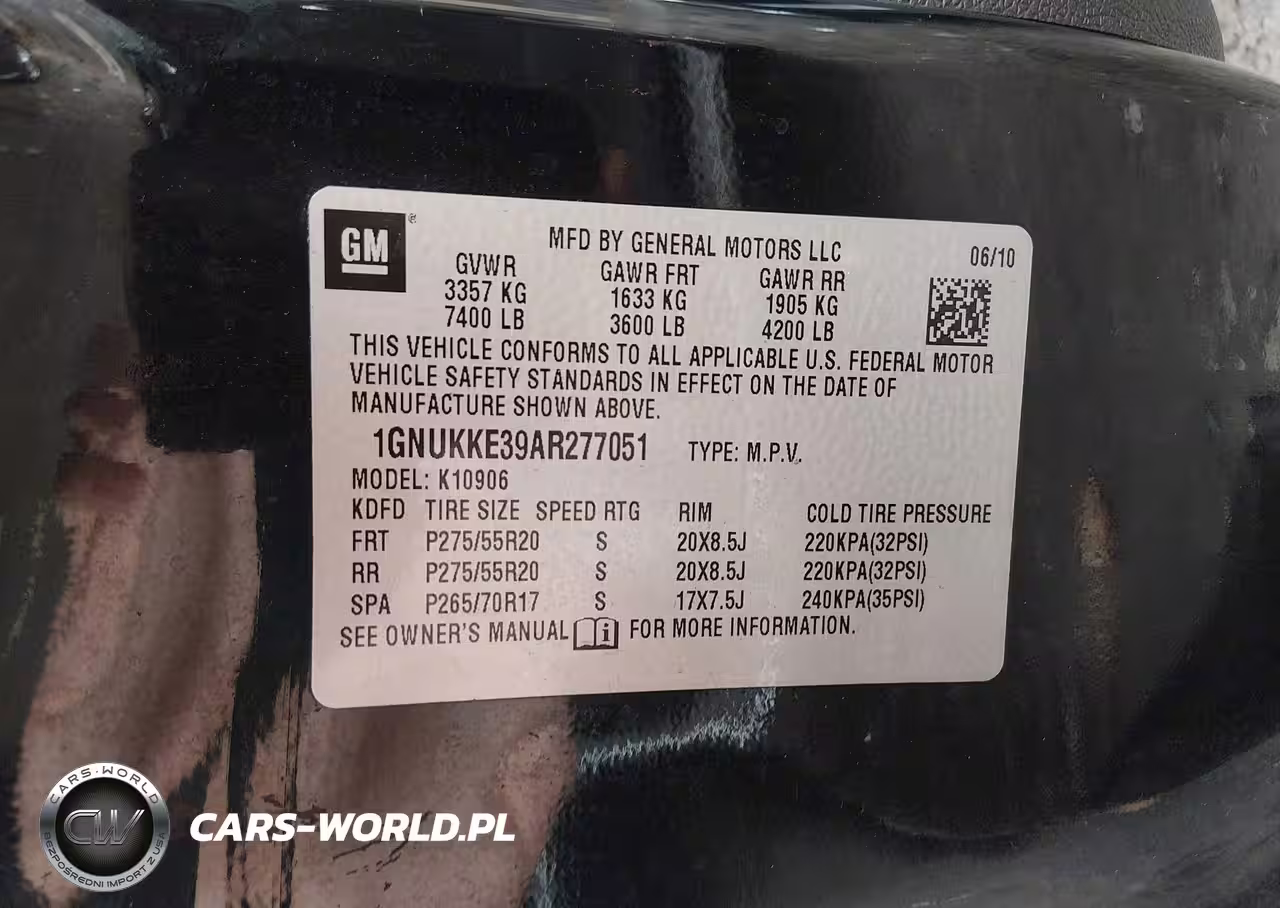 GM ®
MFD BY GENERAL MOTORS LLC 06/10
GVWR GAWR FRT GAWR RR
3357 KG 1633 KG 1905 KG
7400 LB 3600 LB 4200 LB
THIS VEHICLE CONFORMS TO ALL APPLICABLE U.S. FEDERAL MOTOR
VEHICLE SAFETY STANDARDS IN EFFECT ON THE DATE OF
MANUFACTURE SHOWN ABOVE.
1GNUKKE39AR277051 TYPE: M.P.V.
MODEL: K10906
KDFD TIRE SIZE SPEED RTG RIM COLD TIRE PRESSURE
FRT P275/55R20 S 20X8.5J 220KPA(32PSI)
RR P275/55R20 S 20X8.5J 220KPA(32PSI)
SPA P265/70R17 S 17X7.5J 240KPA(35PSI)
SEE OWNER'S MANUAL i FOR MORE INFORMATION.
CARS-WORLD
CW
BEZPOŚREDNI IMPORT Z USA
CARS-WORLD.PL